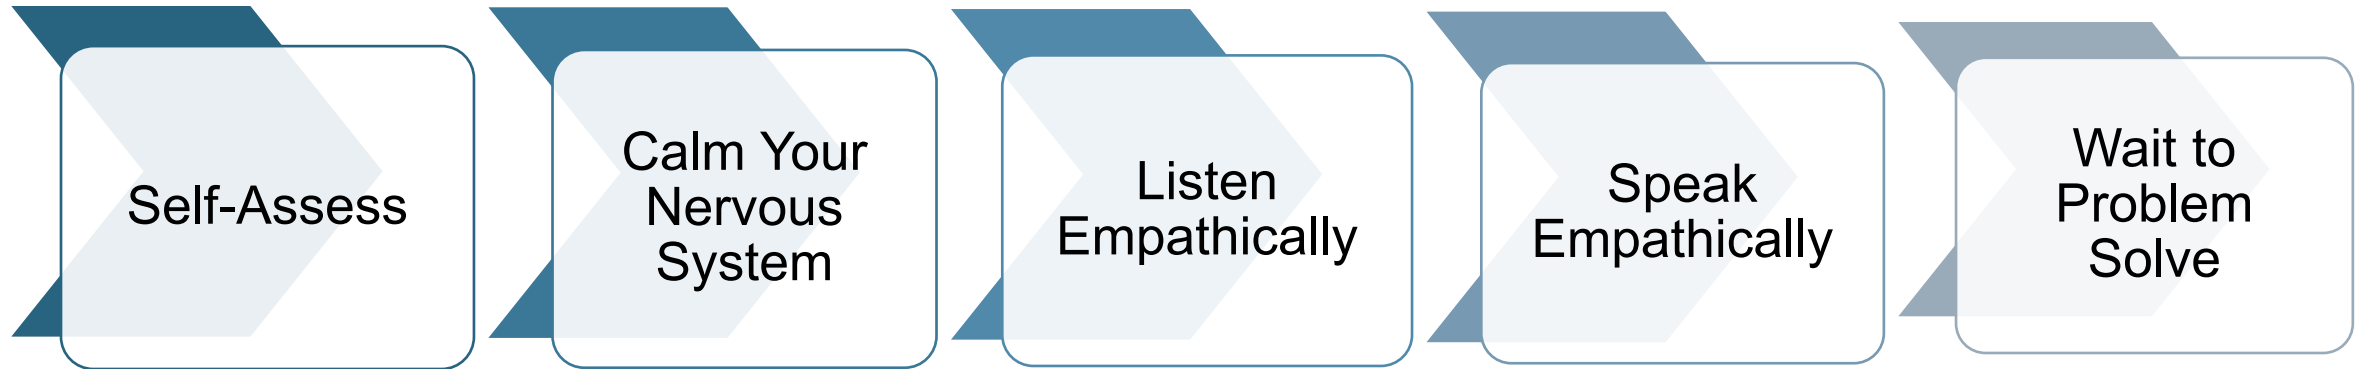 Self-Assess
Calm Your
Nervous
System
Listen
Empathically
Speak
Empathically
Wait to
Problem
Solve